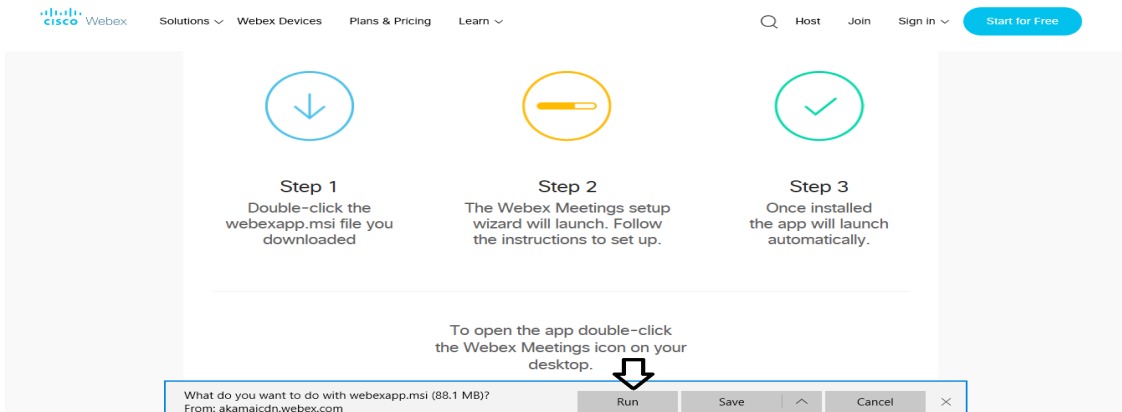 cisco Webex Solutions Webex Devices Plans & Pricing Learn Host Join Sign in Start for Free
Step 1
Double-click the
webexapp.msi file you
downloaded
Step 2
The Webex Meetings setup
wizard will launch. Follow
the instructions to set up.
Step 3
Once installed
the app will launch
automatically.
To open the app double-click
the Webex Meetings icon on your
desktop.
What do you want to do with webexapp.msi (88.1 MB)?
From: akamaicdn.webex.com
Run Save Cancel